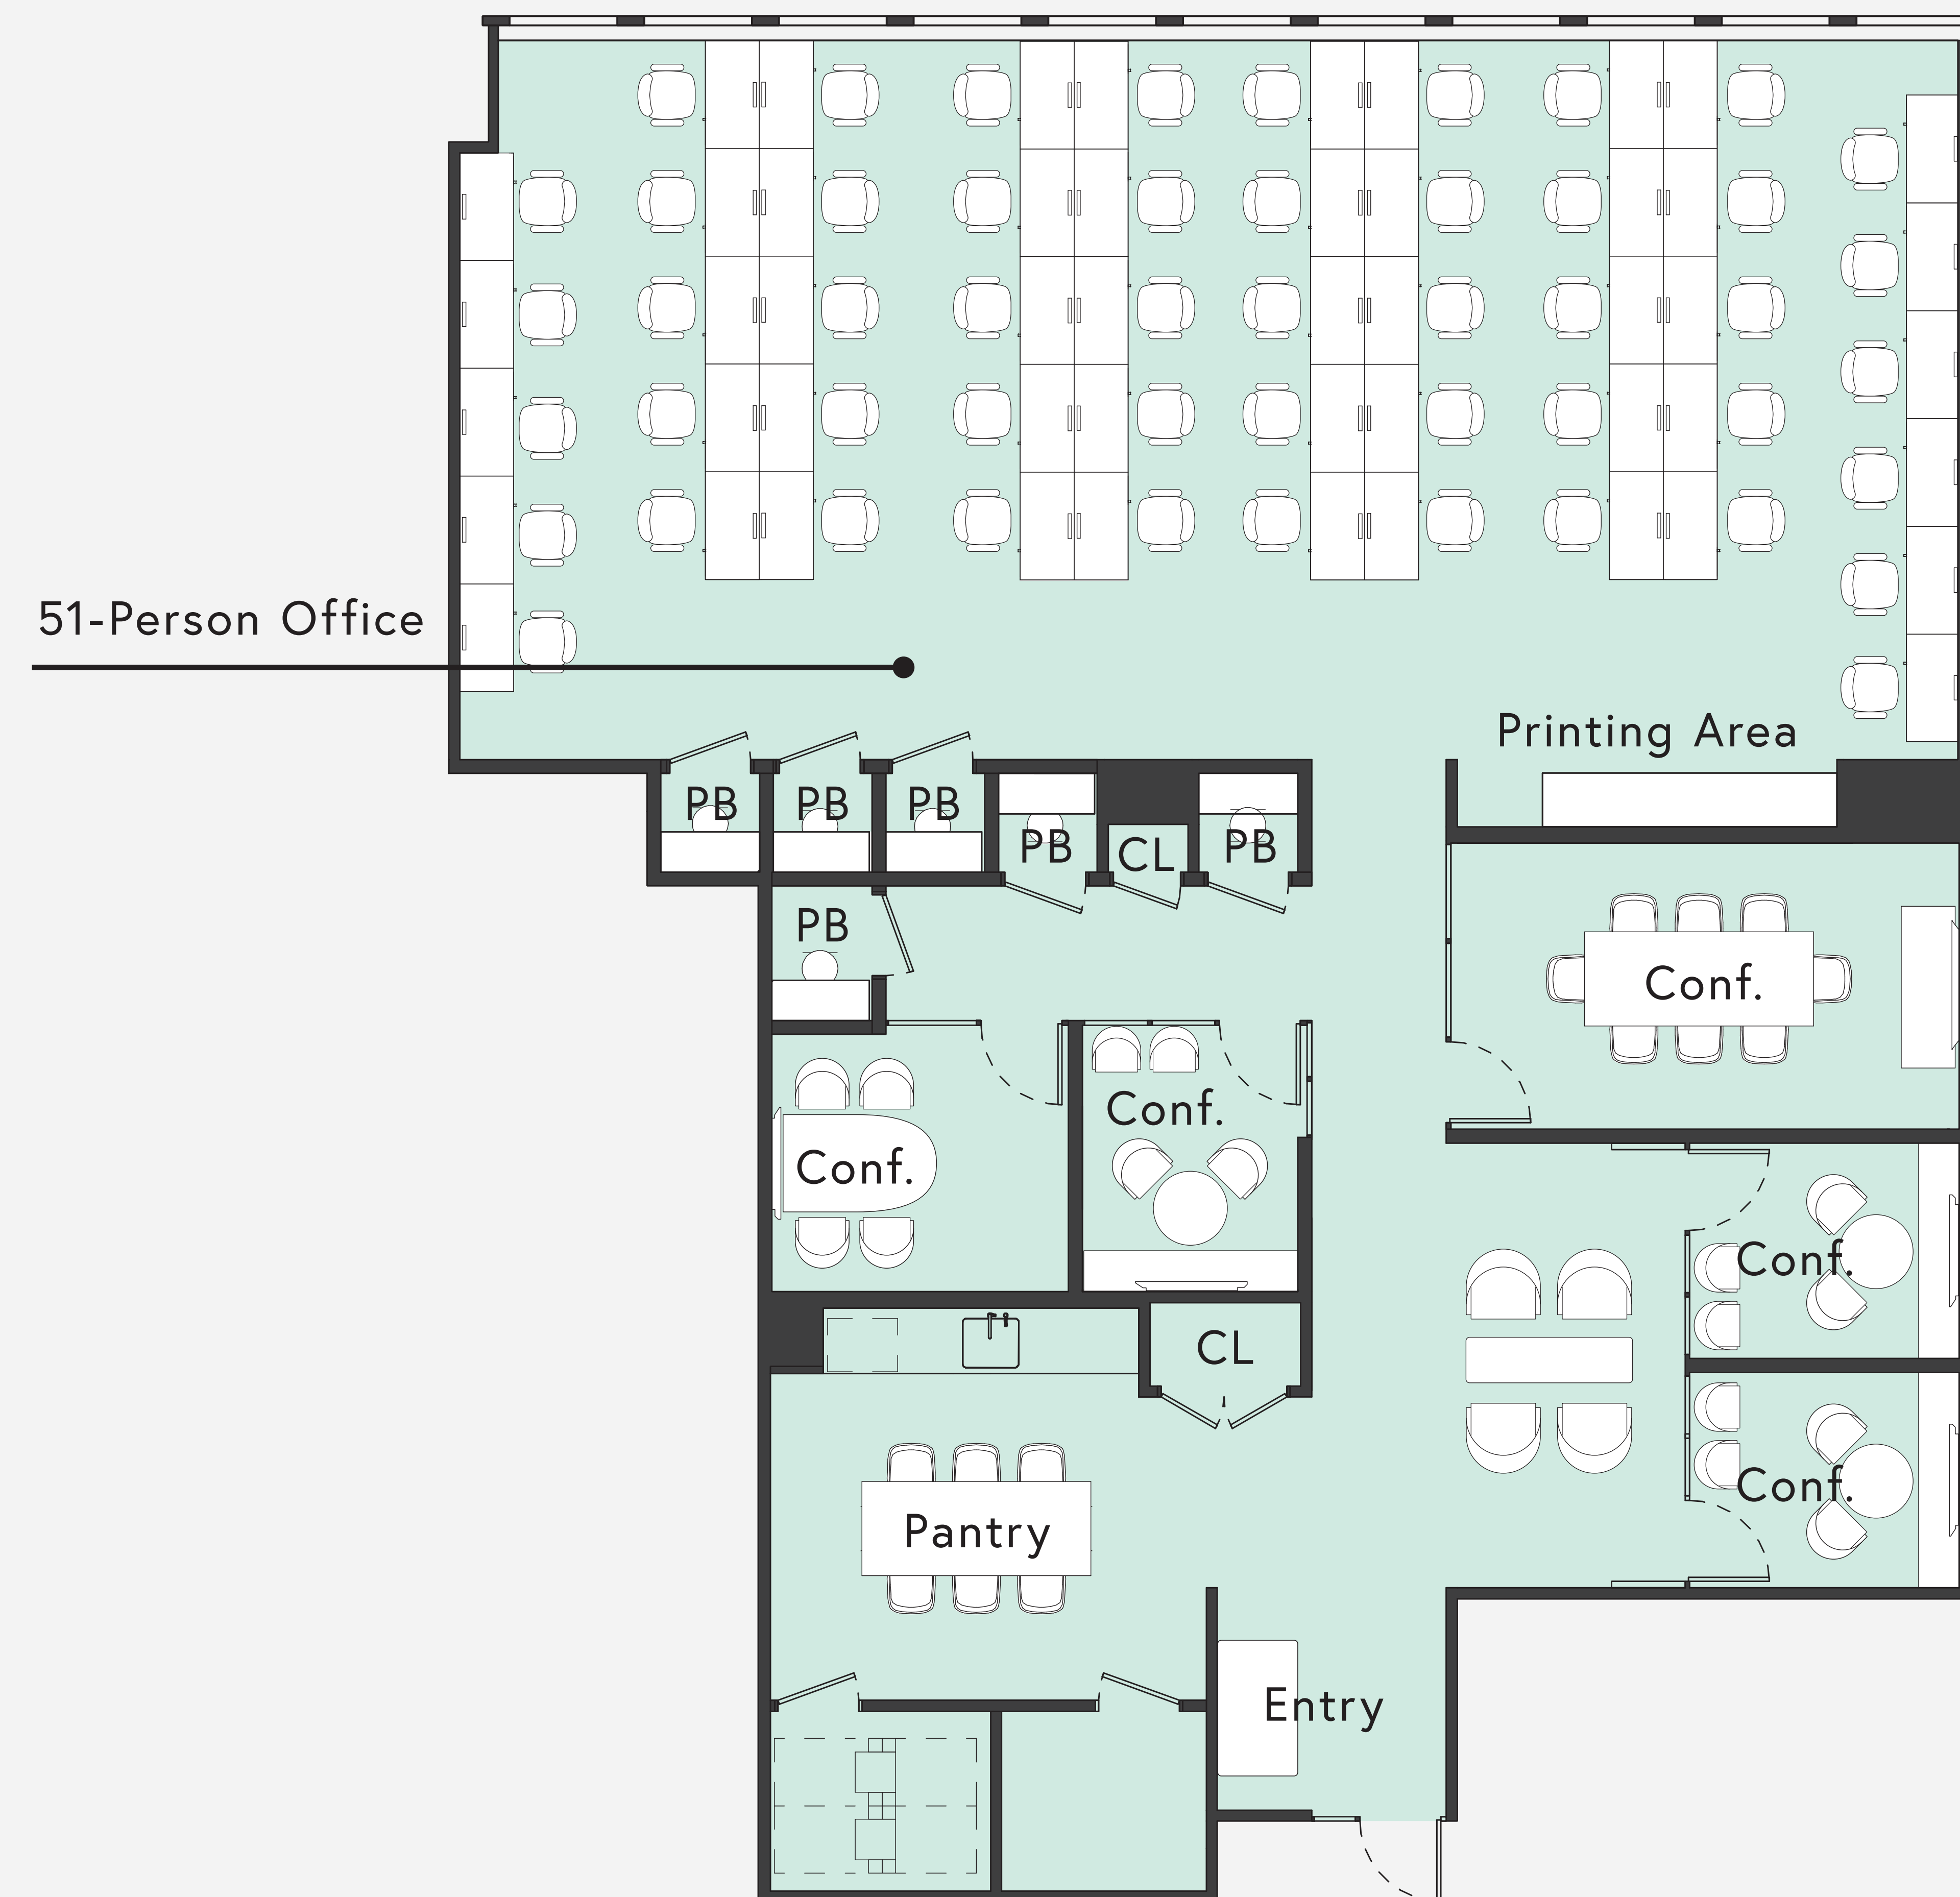 51-Person Office
Printing Area
PB
PB
PB
PB
CL
PB
PB
Conf.
Conf.
Conf.
Conf.
CL
Conf.
Pantry
Entry